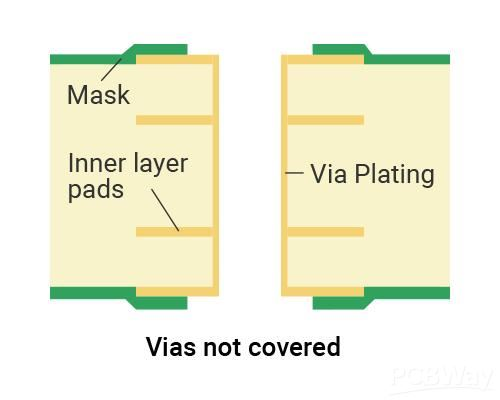 Mask
Inner layer
pads
Via Plating
Vias not covered
PCBWay